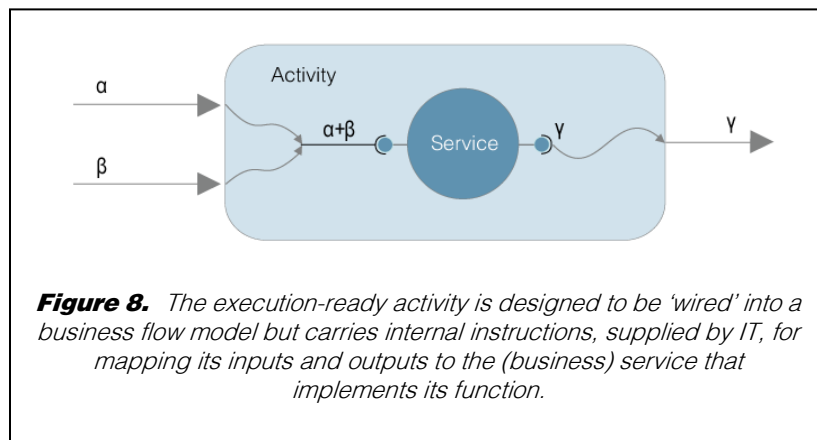 Activity
α
α+β
γ
γ
Service
β
Figure 8. The execution-ready activity is designed to be ‘wired’ into a
business flow model but carries internal instructions, supplied by IT, for
mapping its inputs and outputs to the (business) service that
implements its function.